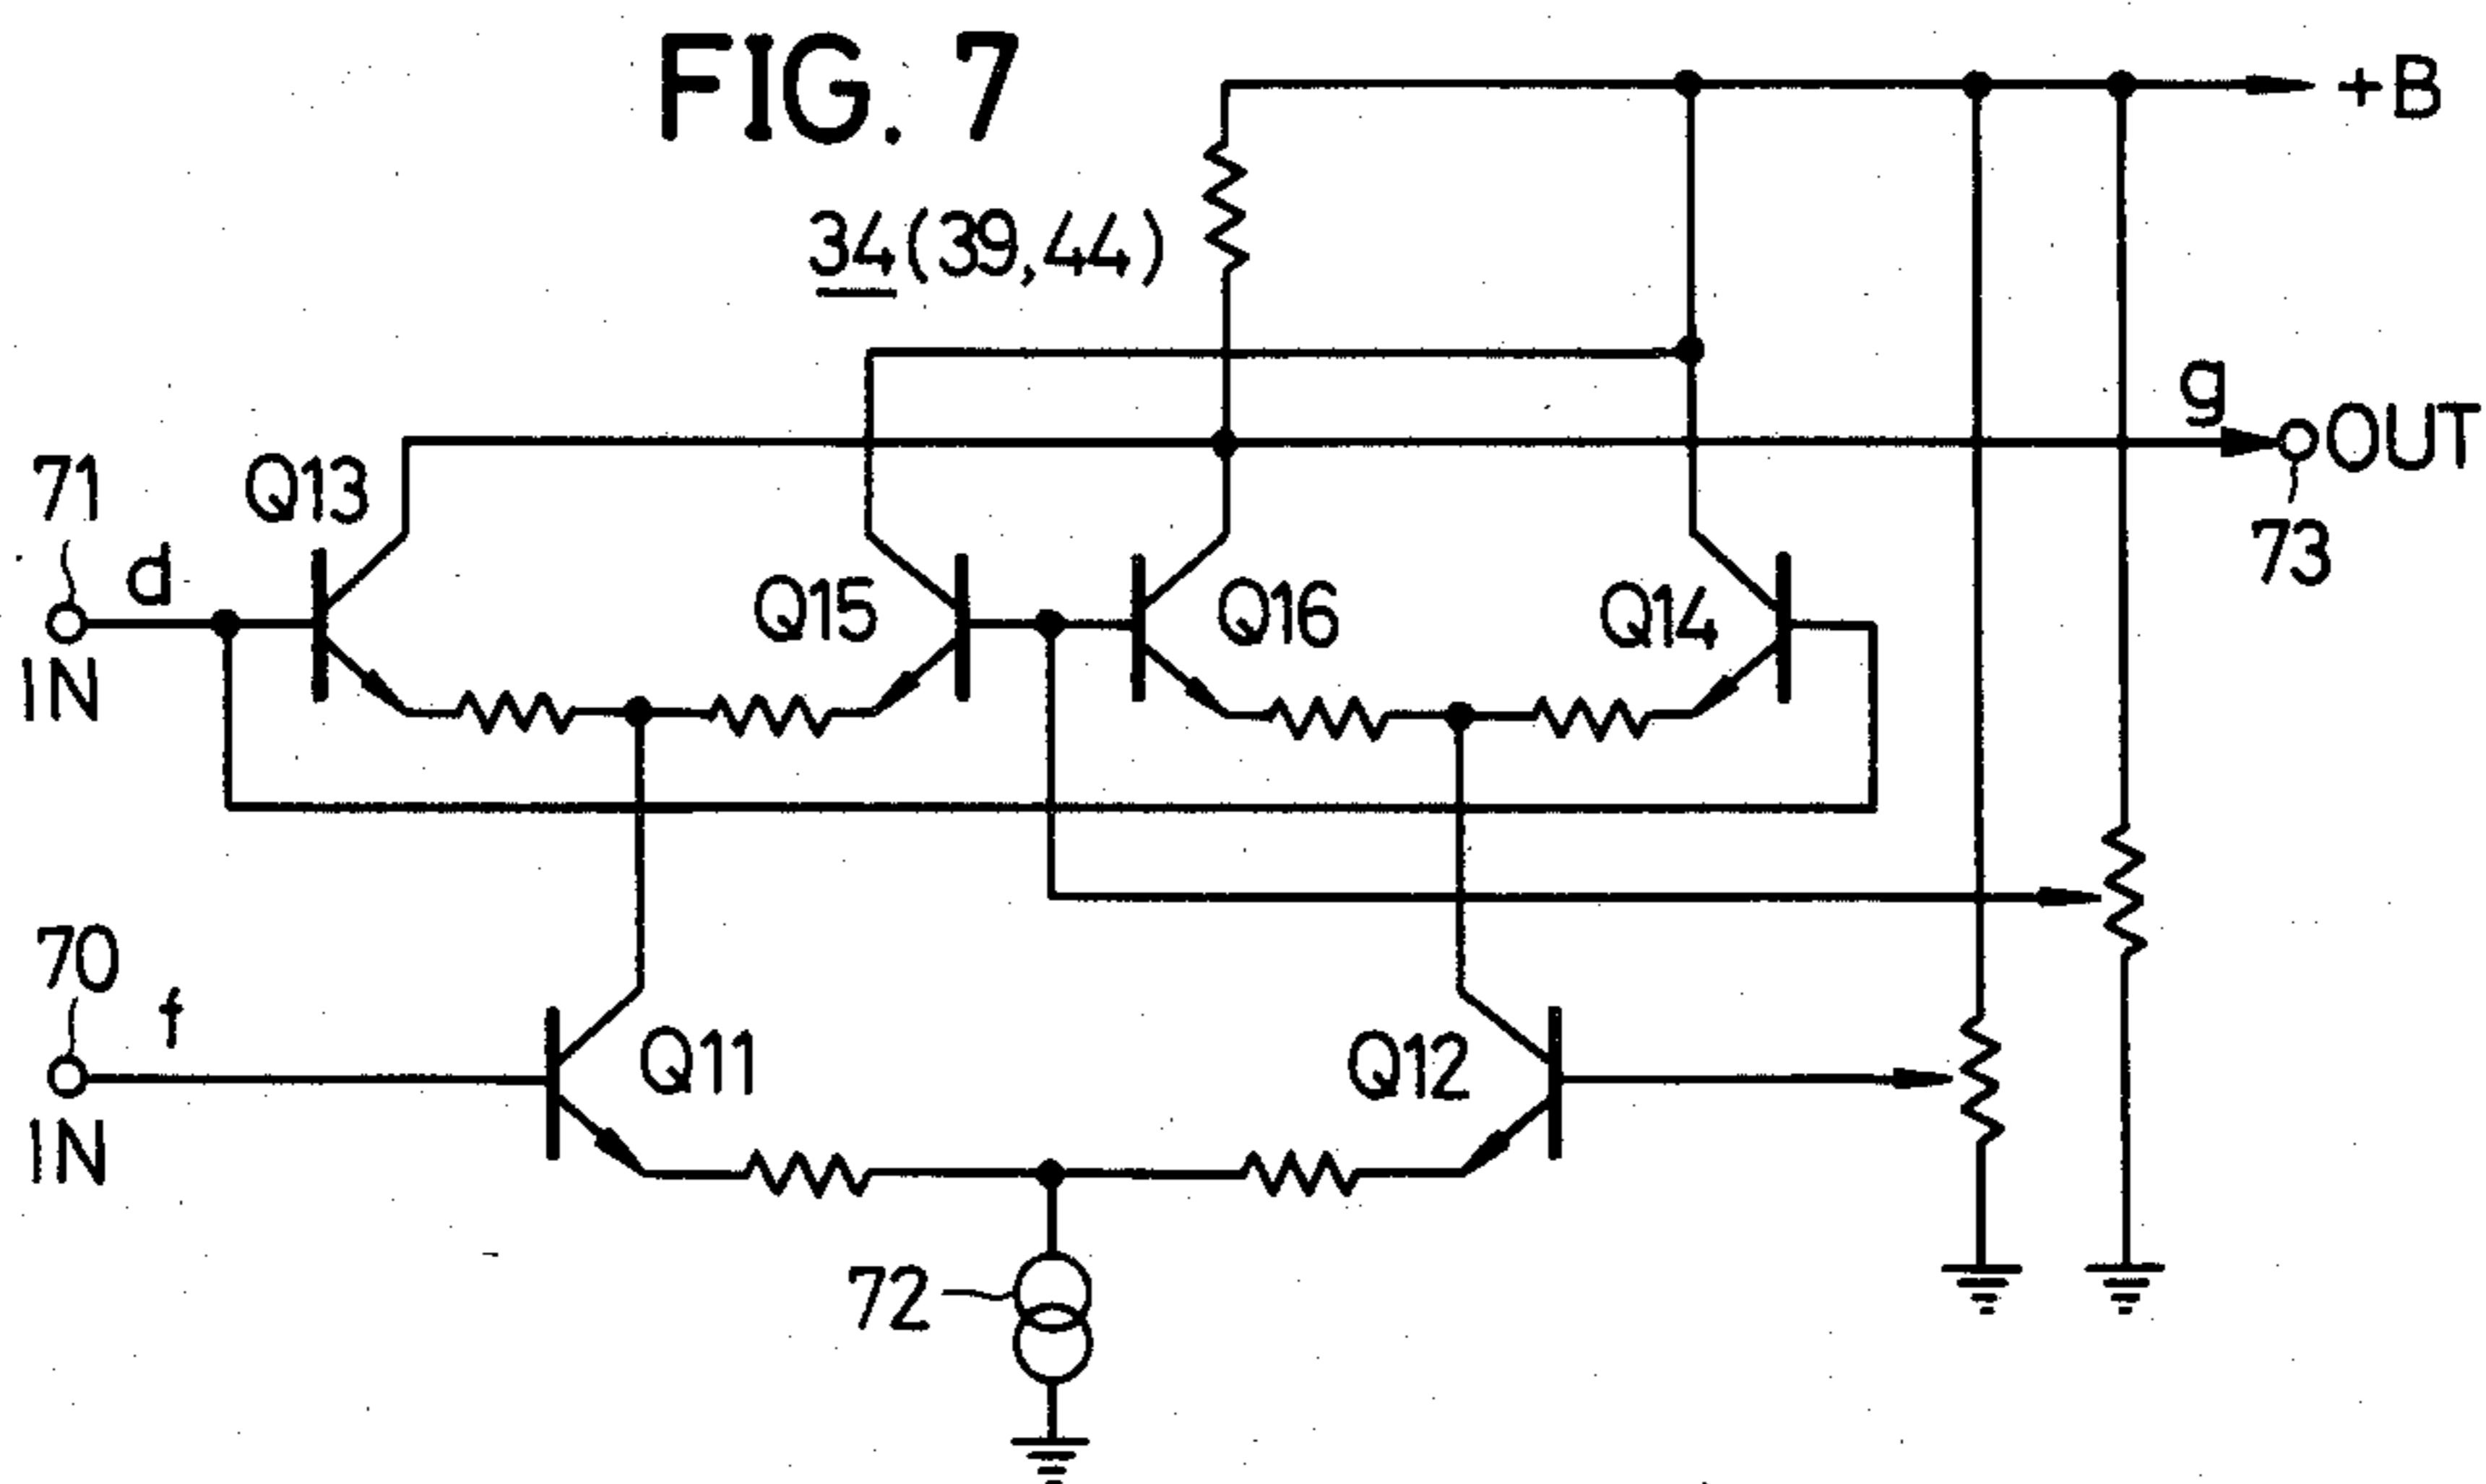 FIG. 7
+B
34(39,44)
g
OUT
73
71
Q13
d
IN
Q15
Q16
Q14
70
f
IN
Q11
Q12
72